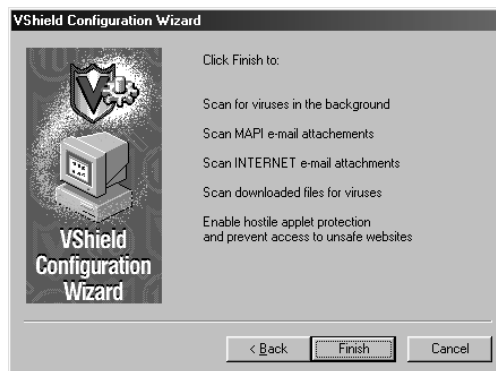 VShield Configuration Wizard
Click Finish to:
Scan for viruses in the background
Scan MAPI e-mail attachements
Scan INTERNET e-mail attachments
Scan downloaded files for viruses
Enable hostile applet protection
and prevent access to unsafe websites
VShield
Configuration
Wizard
< Back
Finish
Cancel